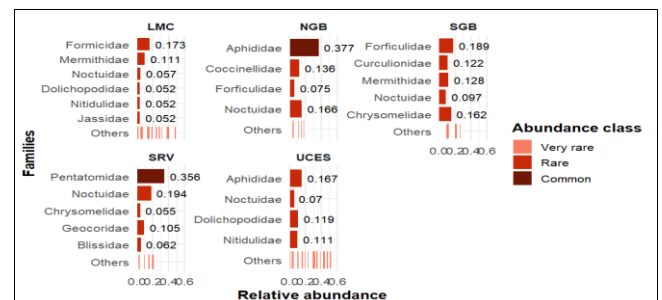 LMC
Formicidae 0.173
Mermithidae 0.111
Noctuidae 0.057
Dolichopodidae 0.052
Nitidulidae 0.052
Jassidae 0.052
Others
NGB
Aphididae 0.377
Coccinellidae 0.136
Forficulidae 0.075
Noctuidae 0.166
Others
SGB
Forficulidae 0.189
Curculionidae 0.122
Mermithidae 0.128
Noctuidae 0.097
Chrysomelidae 0.162
Others
0.00.20.40.6
Abundance class
Very rare
Rare
Common
Families
SRV
Pentatomidae 0.356
Noctuidae 0.194
Chrysomelidae 0.055
Geocoridae 0.105
Blissidae 0.062
Others
0.00.20.40.6
UCES
Aphididae 0.167
Noctuidae 0.07
Dolichopodidae 0.119
Nitidulidae 0.111
Others
0.00.20.40.6
Relative abundance